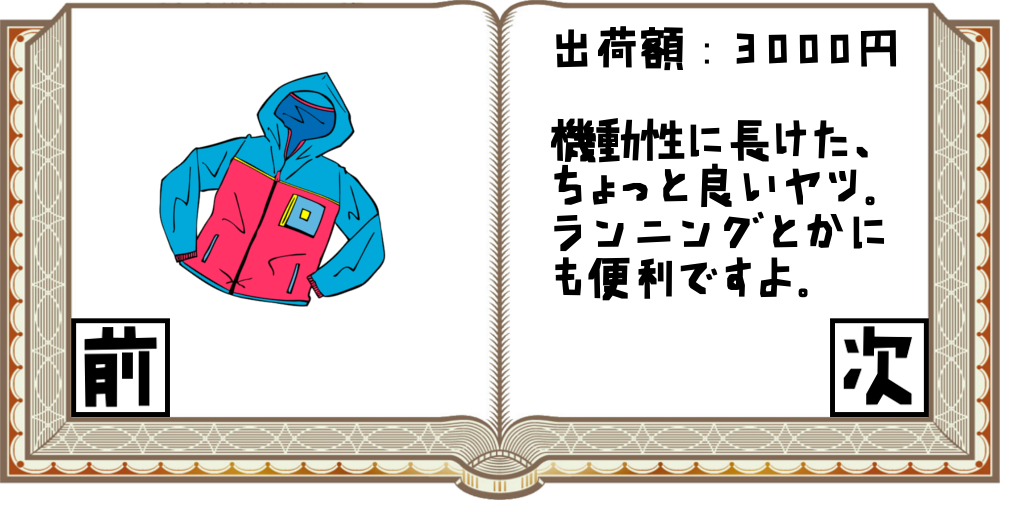 出荷額：３０００円
機動性に長けた、
ちょっと良いヤツ。
ランニングとかに
も便利ですよ。
前
次